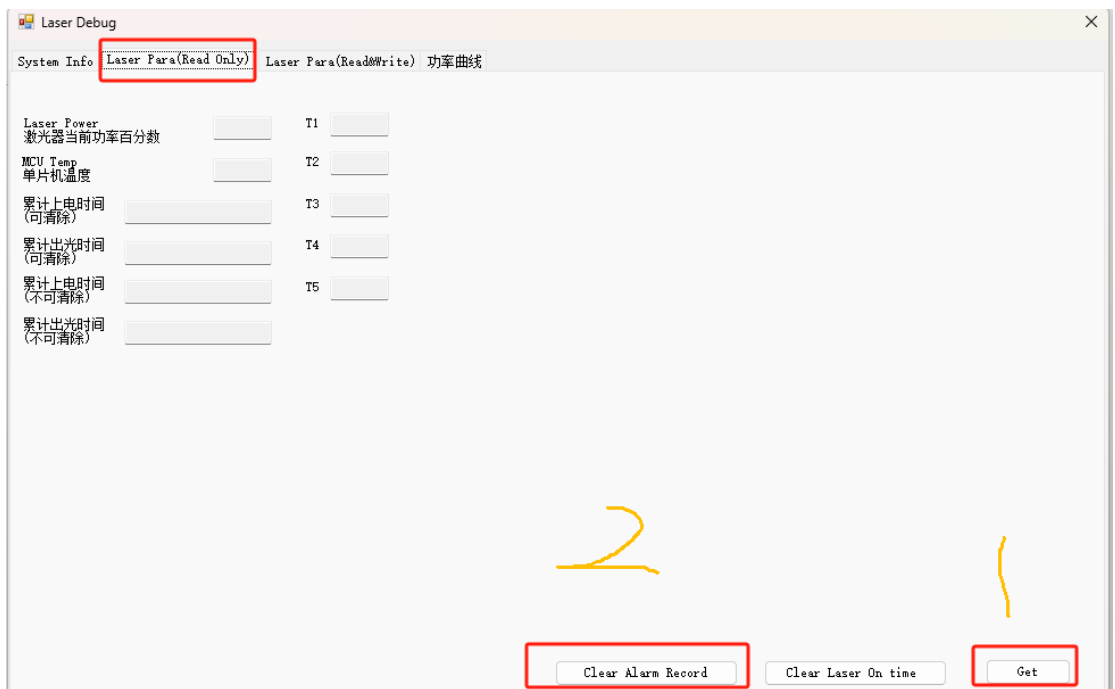 Laser Debug
System Info Laser Para(Read Only) Laser Para(Read&Write) 功率曲线
Laser Power
激光器当前功率百分数
T1
MCU Temp
单片机温度
T2
累计上电时间
(可清除)
T3
累计出光时间
(可清除)
T4
累计上电时间
(不可清除)
T5
累计出光时间
(不可清除)
2
1
Clear Alarm Record Clear Laser On time Get